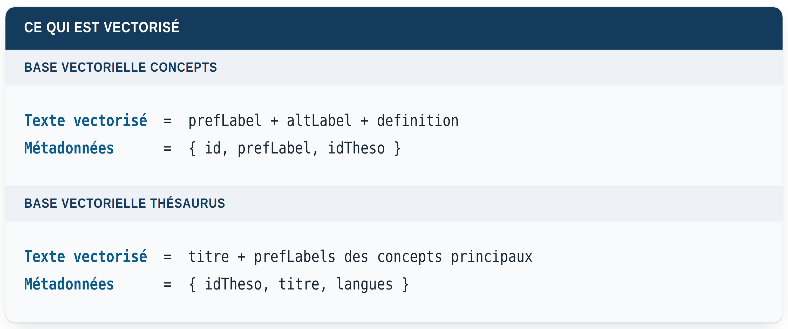 CE QUI EST VECTORISÉ
BASE VECTORIELLE CONCEPTS
Texte vectorisé = prefLabel + altLabel + definition
Métadonnées = { id, prefLabel, idTheso }
BASE VECTORIELLE THÉSAURUS
Texte vectorisé = titre + prefLabels des concepts principaux
Métadonnées = { idTheso, titre, langues }